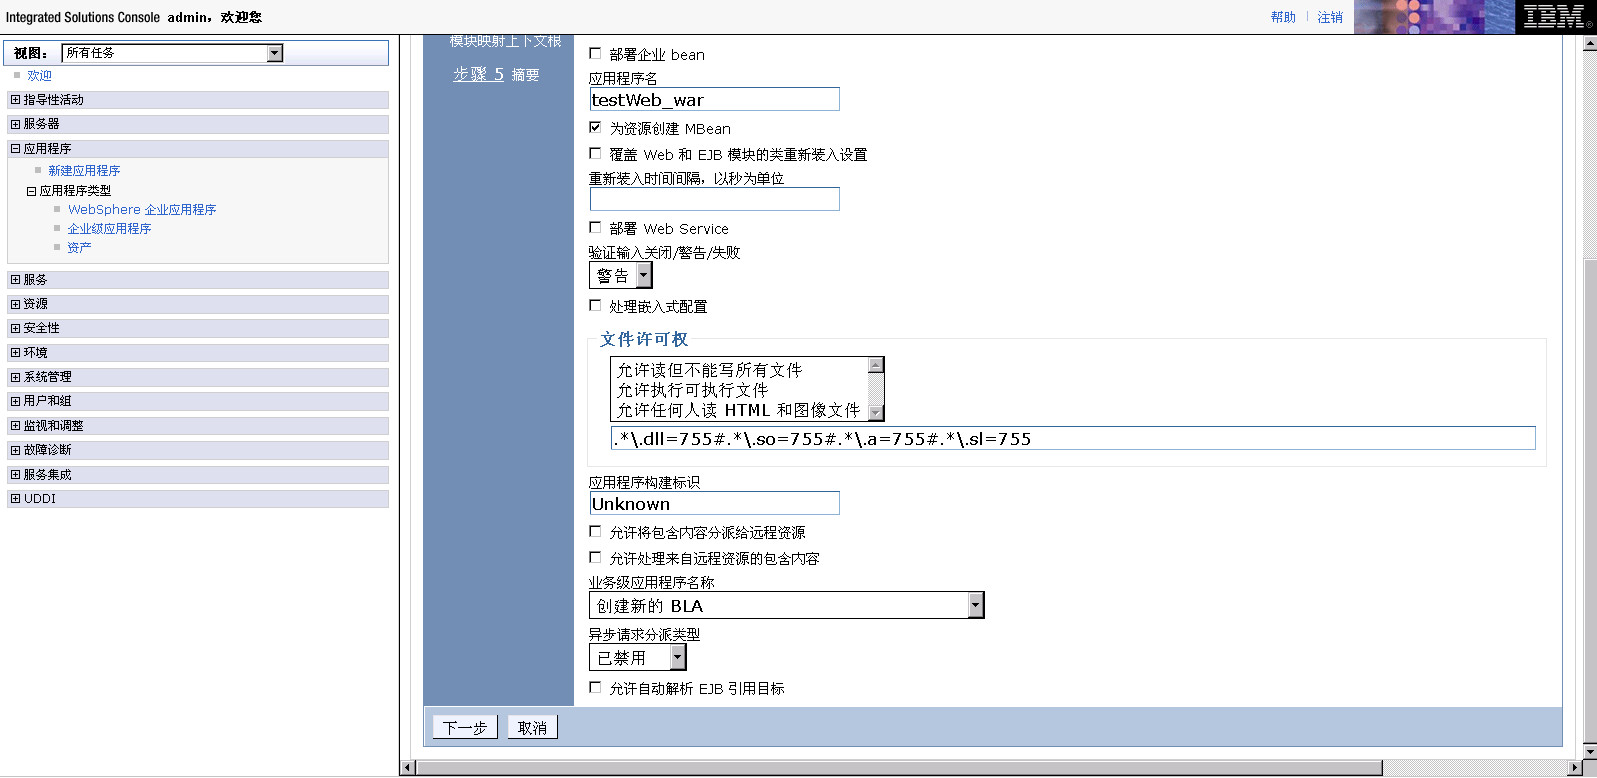 Integrated Solutions Console admin，欢迎您
帮助 注销
IBM
视图： 所有任务
欢迎
指导性活动
服务器
应用程序
新建应用程序
应用程序类型
WebSphere 企业应用程序
企业级应用程序
资产
服务
资源
安全性
环境
系统管理
用户和组
监视和调整
故障诊断
服务集成
UDDI
模块映射上下文根
步骤 5 摘要
部署企业 bean
应用程序名
testWeb_war
为资源创建 MBean
覆盖 Web 和 EJB 模块的类重新装入设置
重新装入时间间隔，以秒为单位
部署 Web Service
验证输入关闭/警告/失败
警告
处理嵌入式配置
文件许可权
允许读但不能写所有文件
允许执行可执行文件
允许任何人读 HTML 和图像文件
.*\.dll=755#.*\.so=755#.*\.a=755#.*\.sl=755
应用程序构建标识
Unknown
允许将包含内容分派给远程资源
允许处理来自远程资源的包含内容
业务级应用程序名称
创建新的 BLA
异步请求分派类型
已禁用
允许自动解析 EJB 引用目标
下一步 取消